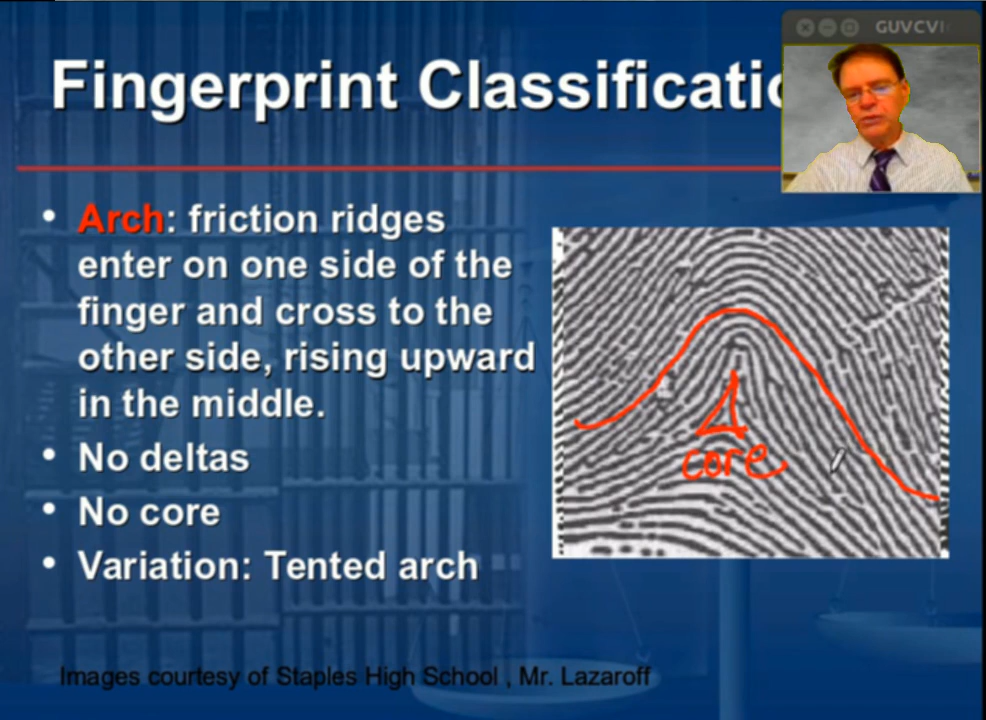 Fingerprint Classificatio
GUVCVI
• Arch: friction ridges
enter on one side of the
finger and cross to the
other side, rising upward
in the middle.
• No deltas
• No core
• Variation: Tented arch
core
Images courtesy of Staples High School , Mr. Lazaroff